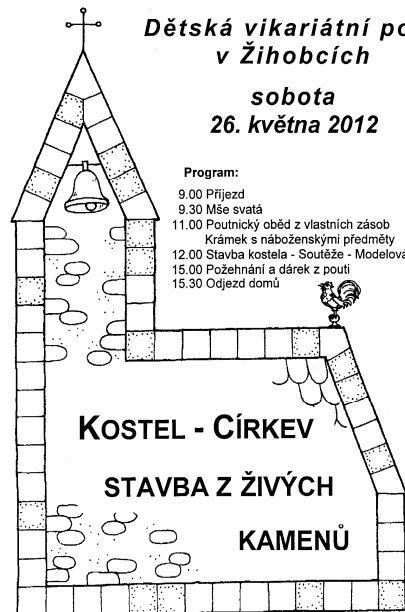 Dětská vikariátní po
v Žihobcích
sobota
26. května 2012
Program:
9.00 Příjezd
9.30 Mše svatá
11.00 Poutnický oběd z vlastních zásob
Krámek s náboženskými předměty
12.00 Stavba kostela - Soutěže - Modelová
15.00 Požehnání a dárek z pouti
15.30 Odjezd domů
KOSTEL - CÍRKEV
STAVBA Z ŽIVÝCH
KAMENŮ